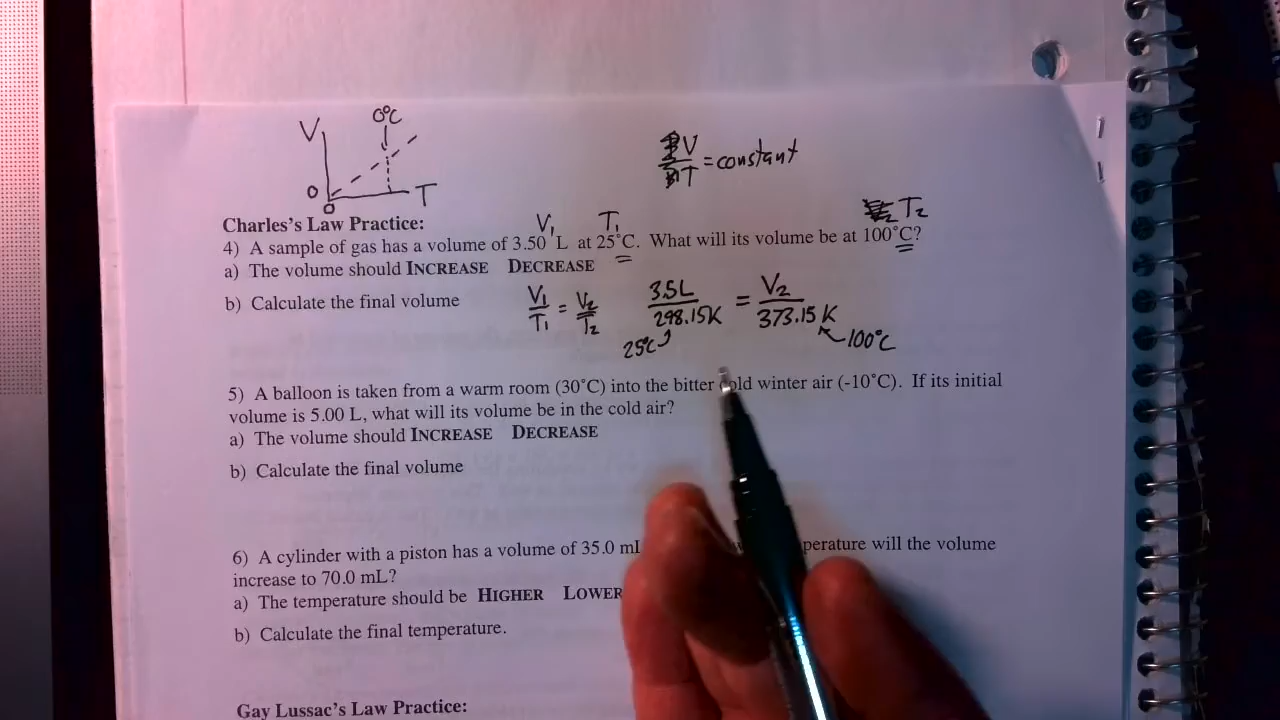 0°C
V
0
0
T
V/T = constant
Charles's Law Practice:
V₁ T₁ T₂
4) A sample of gas has a volume of 3.50 L at 25°C. What will its volume be at 100°C?
a) The volume should INCREASE DECREASE
b) Calculate the final volume
V₁/T₁ = V₂/T₂ 3.5L/298.15K = V₂/373.15K
25°C 100°C
5) A balloon is taken from a warm room (30°C) into the bitter cold winter air (-10°C). If its initial
volume is 5.00 L, what will its volume be in the cold air?
a) The volume should INCREASE DECREASE
b) Calculate the final volume
6) A cylinder with a piston has a volume of 35.0 mL will the volume
increase to 70.0 mL?
a) The temperature should be HIGHER LOWER
b) Calculate the final temperature.
Gay Lussac's Law Practice: